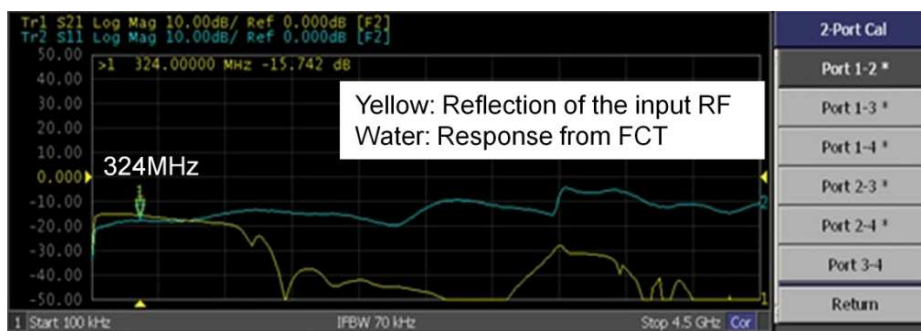 Tr1 S21 Log Mag 10.00dB/ Ref 0.000dB [F2]
Tr2 S11 Log Mag 10.00dB/ Ref 0.000dB [F2]
50.00
>1 324.00000 MHz -15.742 dB
40.00
30.00
20.00
10.00
0.000
-10.00
-20.00
-30.00
-40.00
-50.00
Yellow: Reflection of the input RF
Water: Response from FCT
324MHz
1
2
1
1 Start 100 kHz IFBW 70 kHz Stop 4.5 GHz Cor
2-Port Cal
Port 1-2 *
Port 1-3 *
Port 1-4 *
Port 2-3 *
Port 2-4 *
Port 3-4
Return